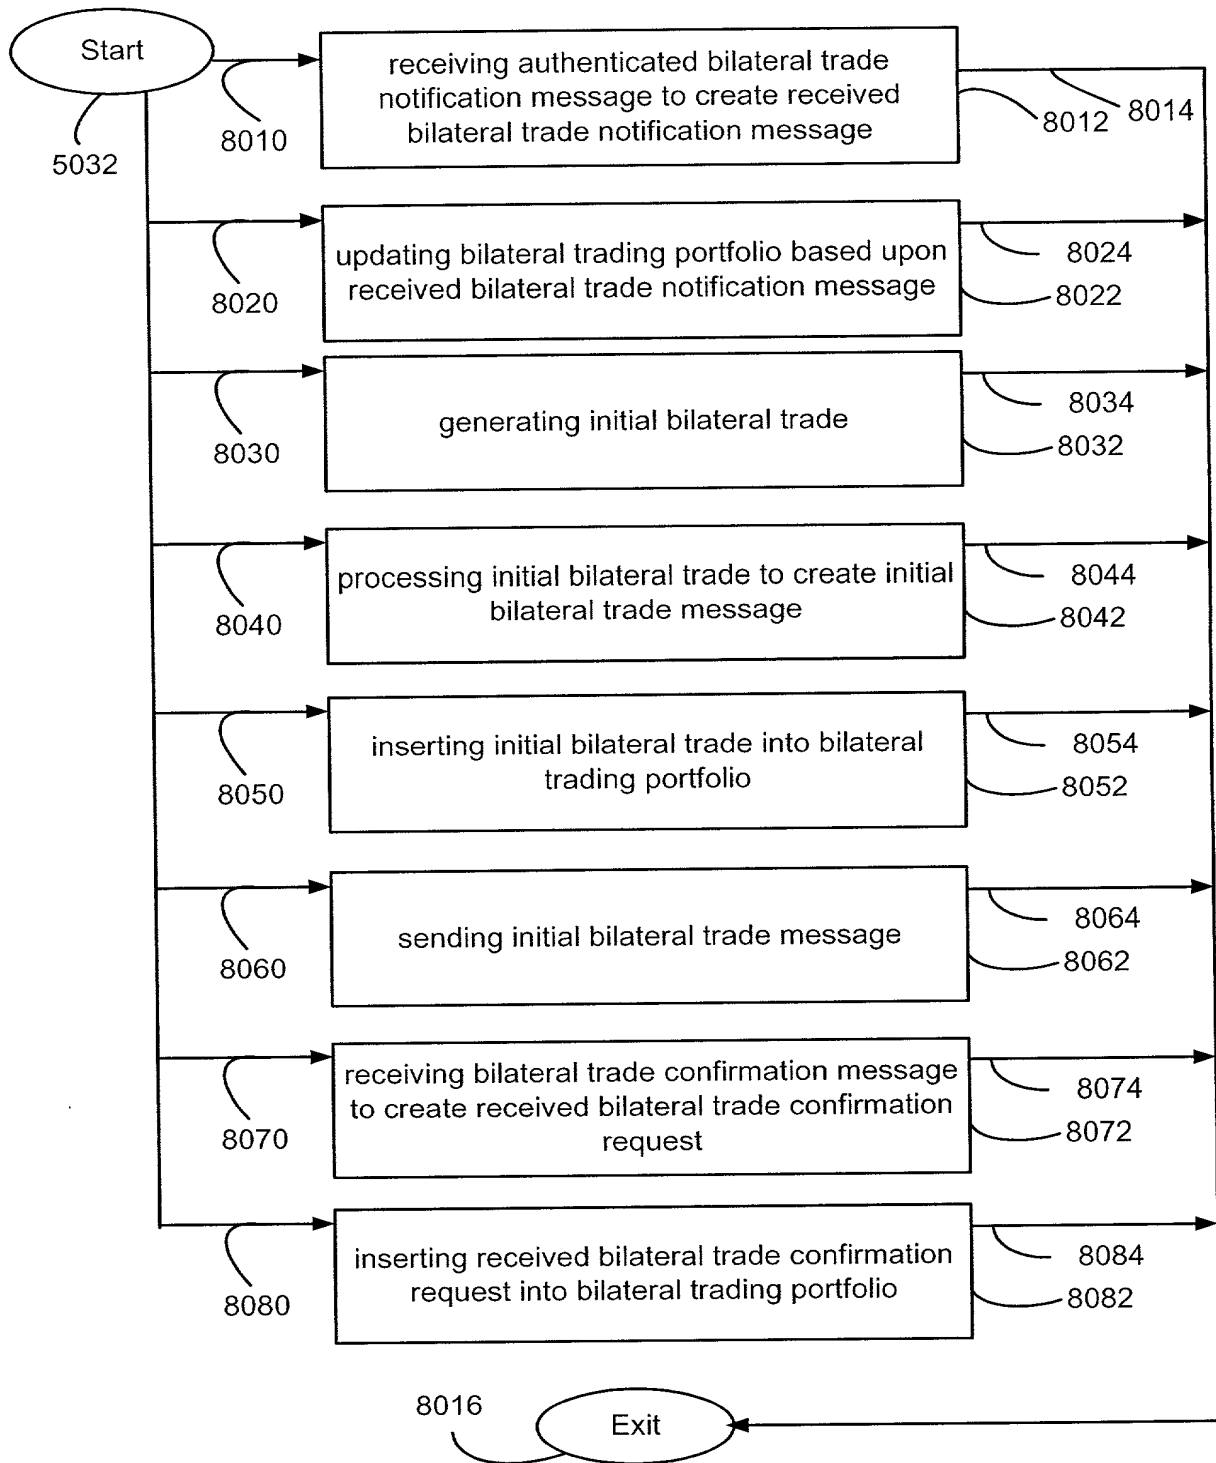 Start
receiving authenticated bilateral trade
notification message to create received
bilateral trade notification message
8010
8012
8014
5032
updating bilateral trading portfolio based upon
received bilateral trade notification message
8020
8024
8022
generating initial bilateral trade
8030
8034
8032
processing initial bilateral trade to create initial
bilateral trade message
8040
8044
8042
inserting initial bilateral trade into bilateral
trading portfolio
8050
8054
8052
sending initial bilateral trade message
8060
8064
8062
receiving bilateral trade confirmation message
to create received bilateral trade confirmation
request
8070
8074
8072
inserting received bilateral trade confirmation
request into bilateral trading portfolio
8080
8084
8082
8016
Exit